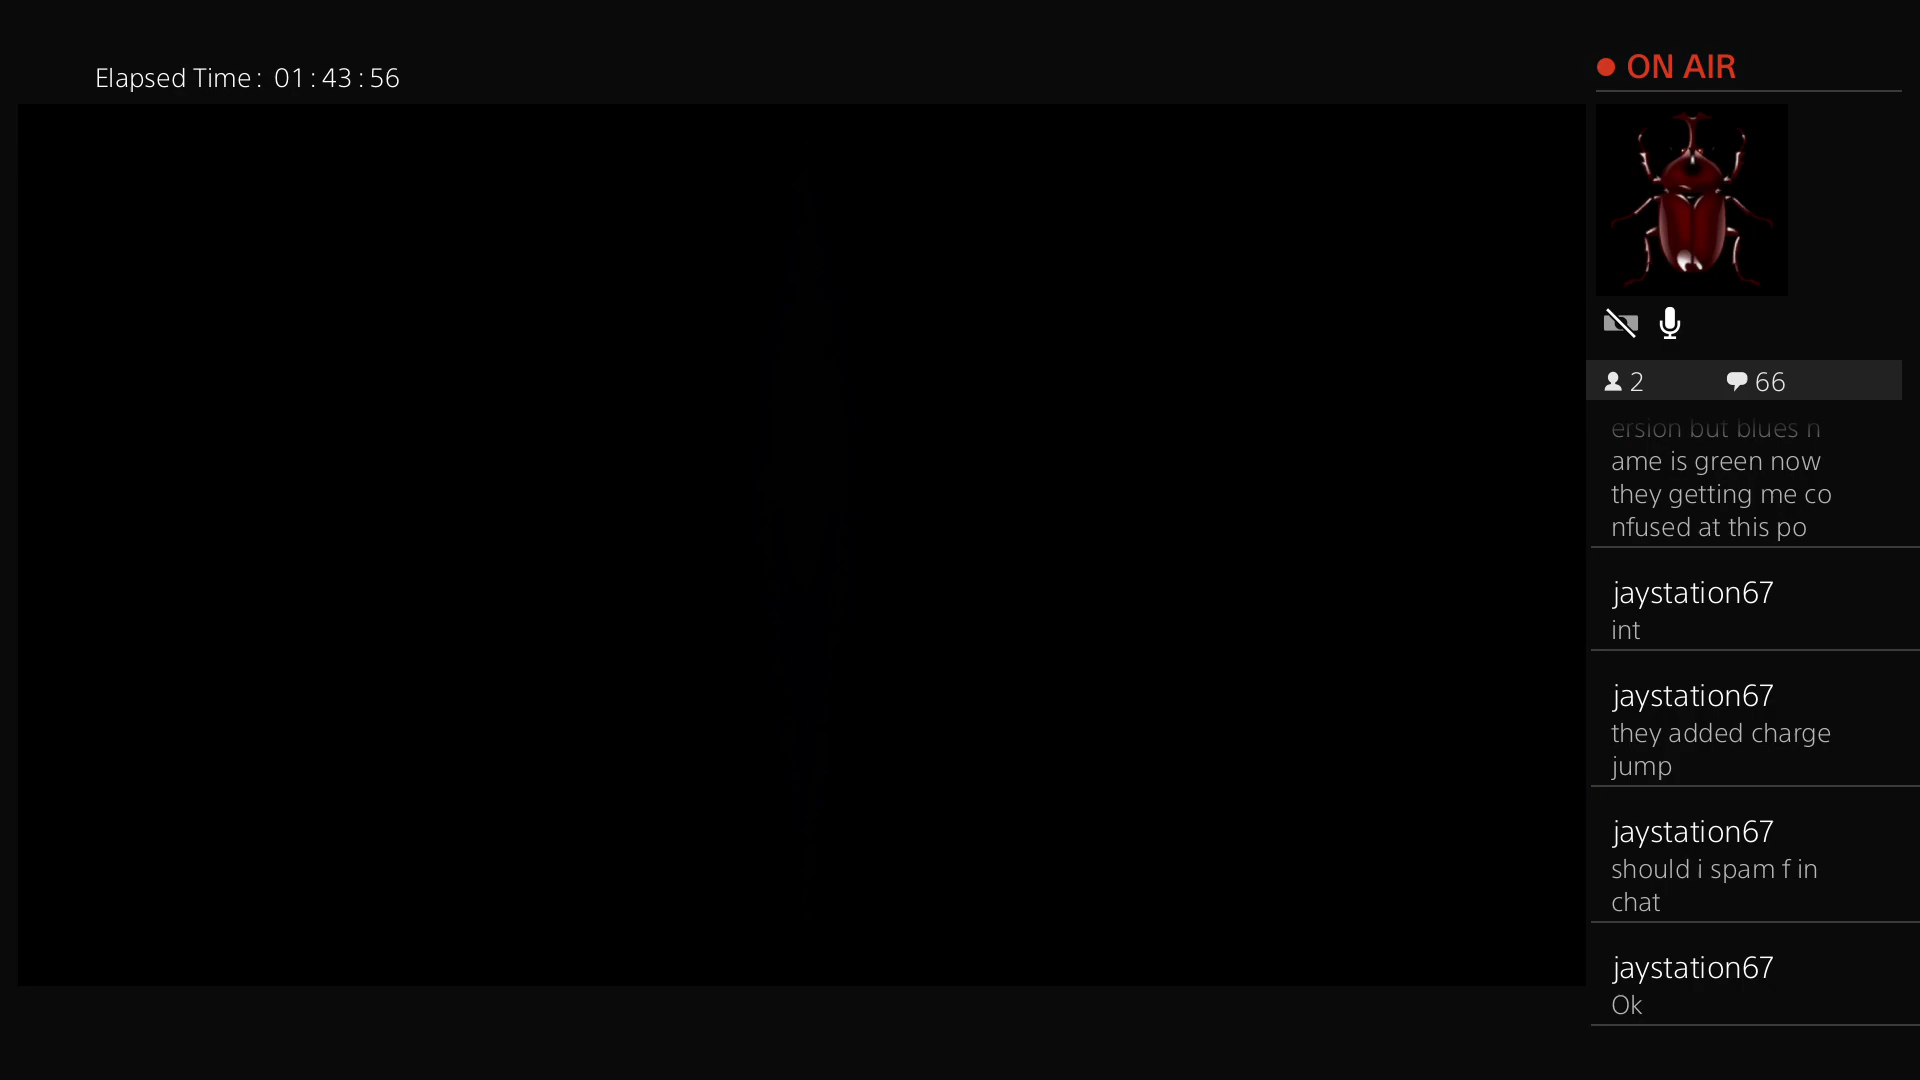 Elapsed Time: 01:43:56
ON AIR
2 66
ersion but blues n
ame is green now
they getting me co
nfused at this po
jaystation67
int
jaystation67
they added charge
jump
jaystation67
should i spam f in
chat
jaystation67
Ok